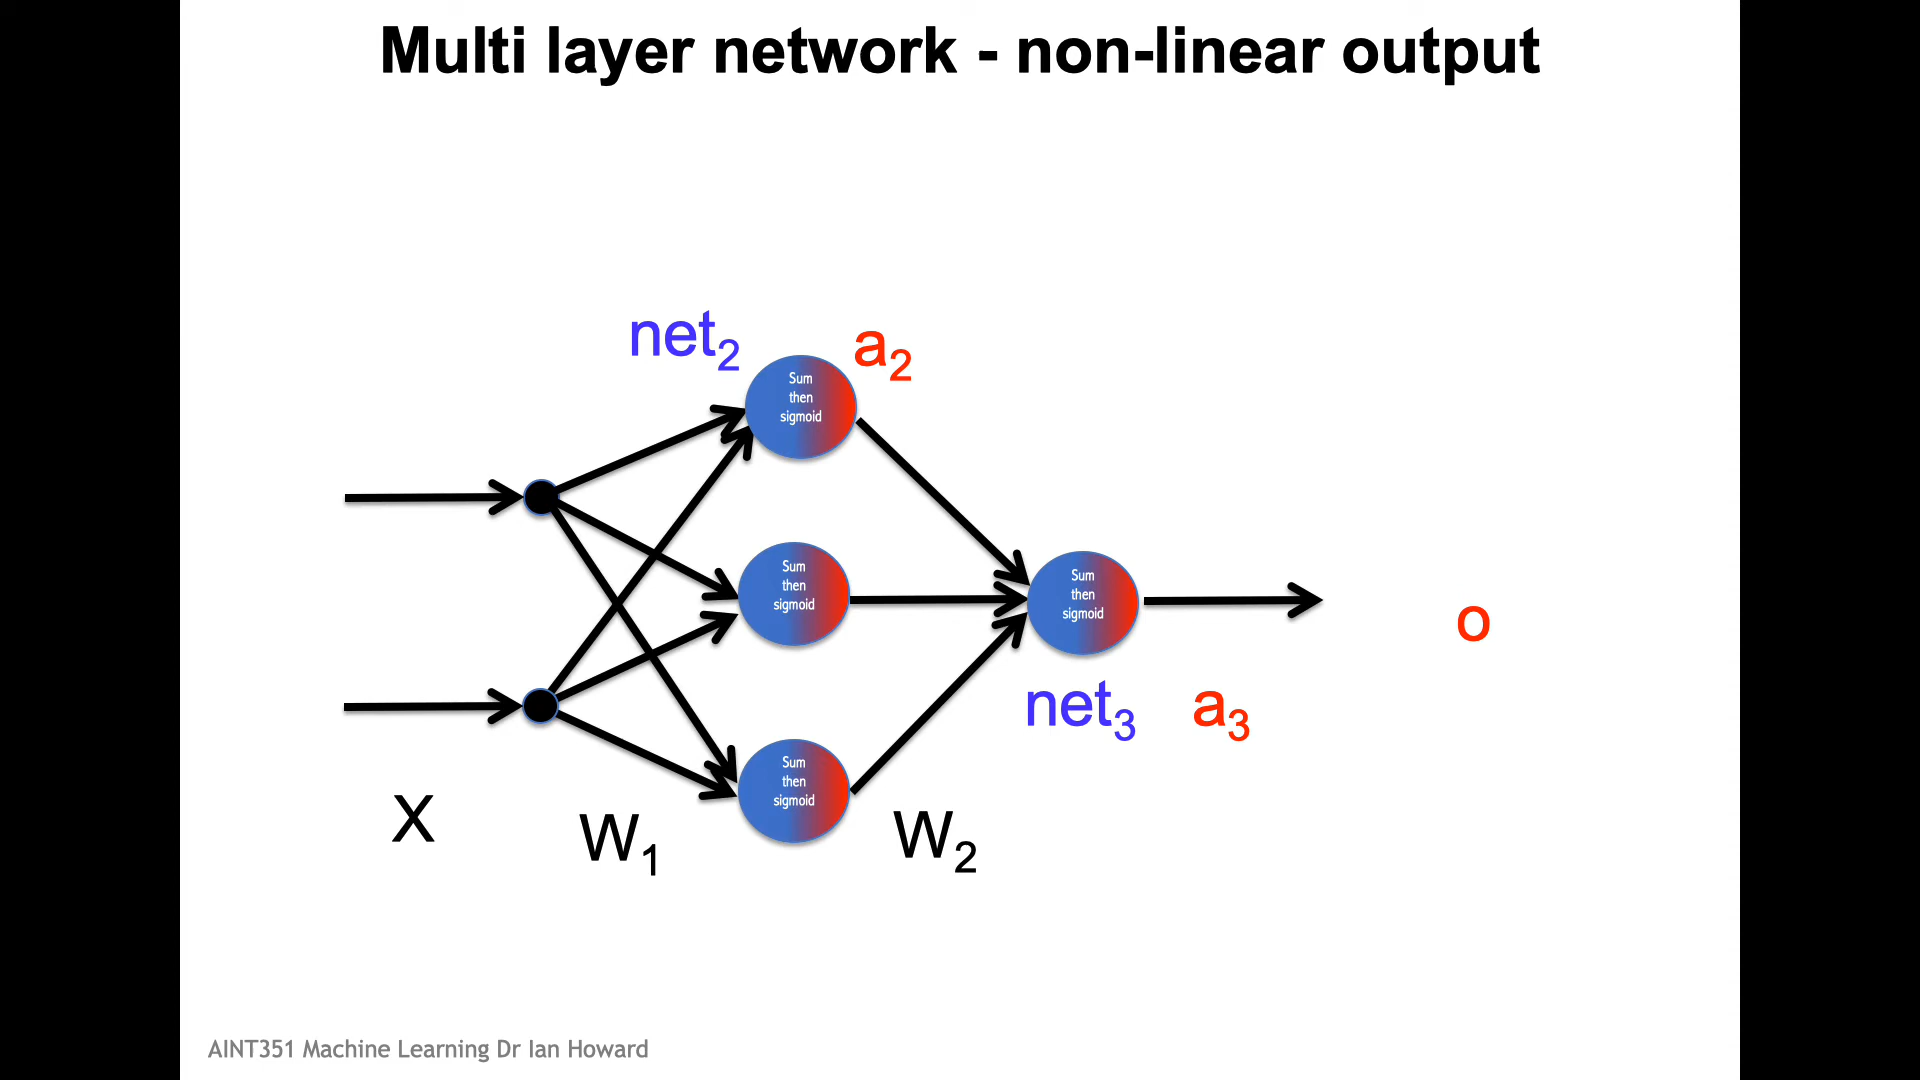 Multi layer network - non-linear output
net2
a2
Sum
then
sigmoid
Sum
then
sigmoid
Sum
then
sigmoid
o
net3
a3
Sum
then
sigmoid
X
W1
W2
AINT351 Machine Learning Dr Ian Howard